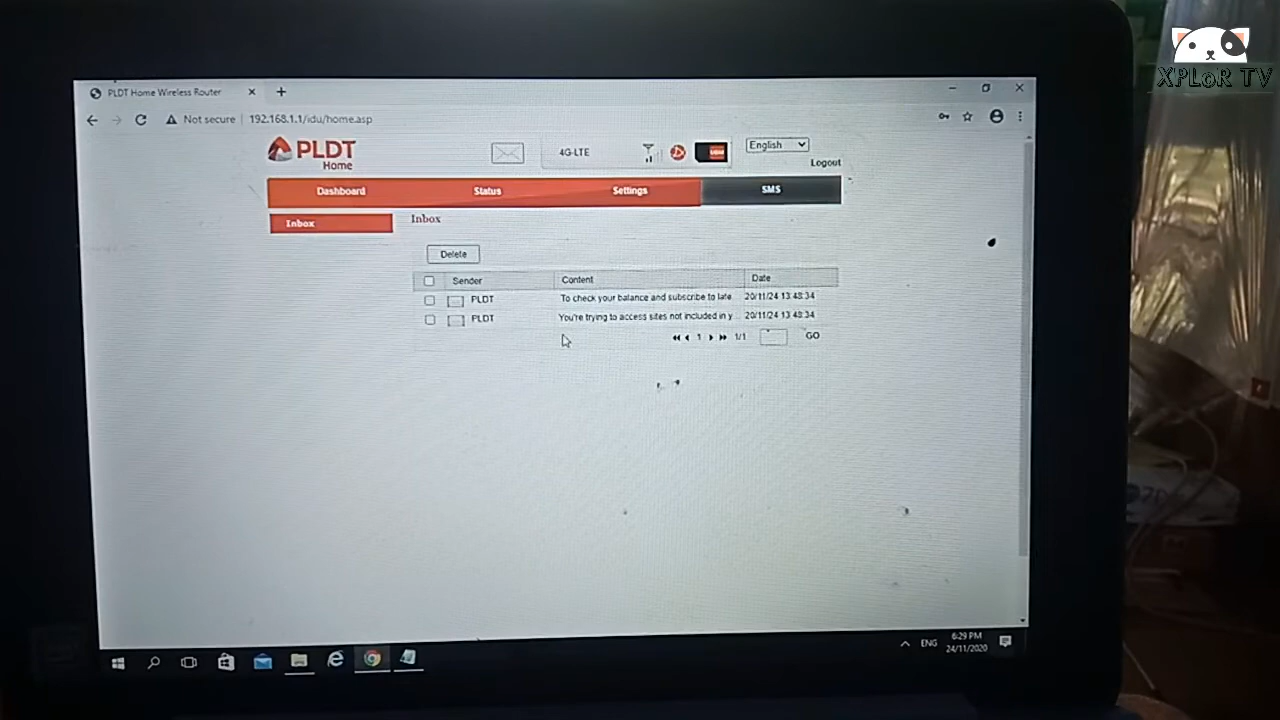 XPLoR TV
PLDT Home Wireless Router
Not secure 192.168.1.1/idu/home.asp
PLDT
Home
4G-LTE
English
Logout
Dashboard Status Settings SMS
Inbox
Inbox
Delete
Sender Content Date
PLDT To check your balance and subscribe to late 20/11/24 13:48:34
PLDT You're trying to access sites not included in y... 20/11/24 13:48:34
1 1/1 GO
ENG
6:29 PM
24/11/2020